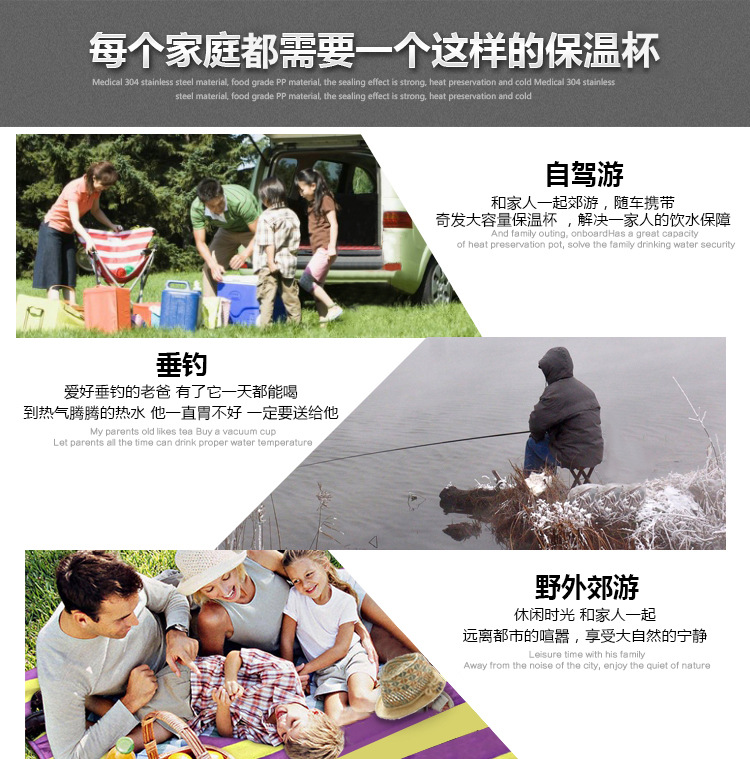 每个家庭都需要一个这样的保温杯
Medical 304 stainless steel material, food grade PP material, the sealing effect is strong, heat preservation and cold Medical 304 stainless
steel material, food grade PP material, the sealing effect is strong, heat preservation and cold
自驾游
和家人一起郊游，随车携带
奇发大容量保温杯 ，解决一家人的饮水保障
And family outing, onboardHas a great capacity
of heat preservation pot, solve the family drinking water security
垂钓
爱好垂钓的老爸 有了它一天都能喝
到热气腾腾的热水 他一直胃不好 一定要送给他
My parents old likes tea Buy a vacuum cup
Let parents all the time can drink proper water temperature
野外郊游
休闲时光 和家人一起
远离都市的喧嚣，享受大自然的宁静
Leisure time with his family
Away from the noise of the city, enjoy the quiet of nature